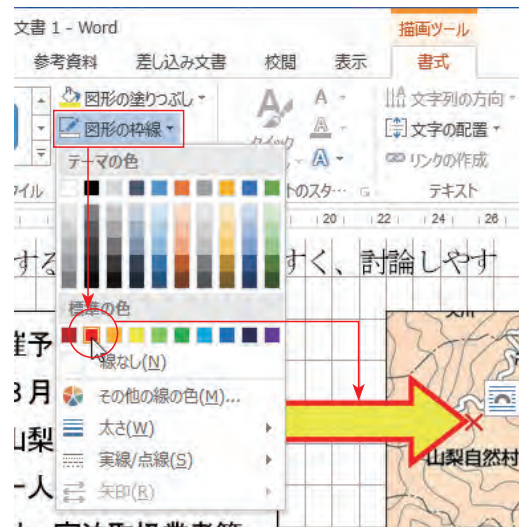 文書 1 - Word
描画ツール
参考資料 差し込み文書 校閲 表示 書式
図形の塗りつぶし
図形の枠線
A A
文字列の方向
文字の配置
リンクの作成
テーマの色
イル
トのスタ… テキスト
20 22 24 26
する
すく、討論しやす
標準の色
催予
線なし(N)
8月
その他の線の色(M)...
山梨
太さ(W)
山梨自然村
実線/点線(S)
一人
矢印(R)